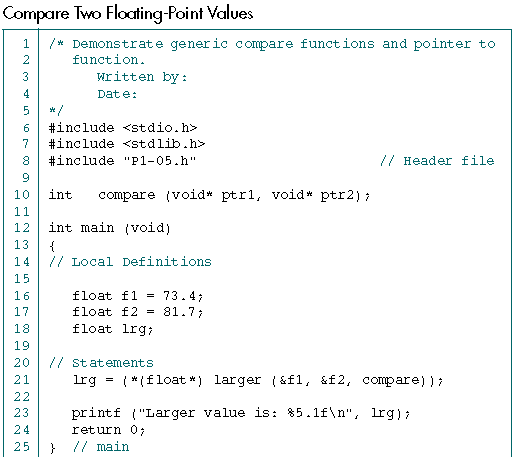 Compare Two Floating-Point Values
1 /* Demonstrate generic compare functions and pointer to
2 function.
3 Written by:
4 Date:
5 */
6 #include <stdio.h>
7 #include <stdlib.h>
8 #include "P1-05.h" // Header file
9
10 int compare (void* ptr1, void* ptr2);
11
12 int main (void)
13 {
14 // Local Definitions
15
16 float f1 = 73.4;
17 float f2 = 81.7;
18 float lrg;
19
20 // Statements
21 lrg = (*(float*) larger (&f1, &f2, compare));
22
23 printf ("Larger value is: %5.1f\n", lrg);
24 return 0;
25 } // main